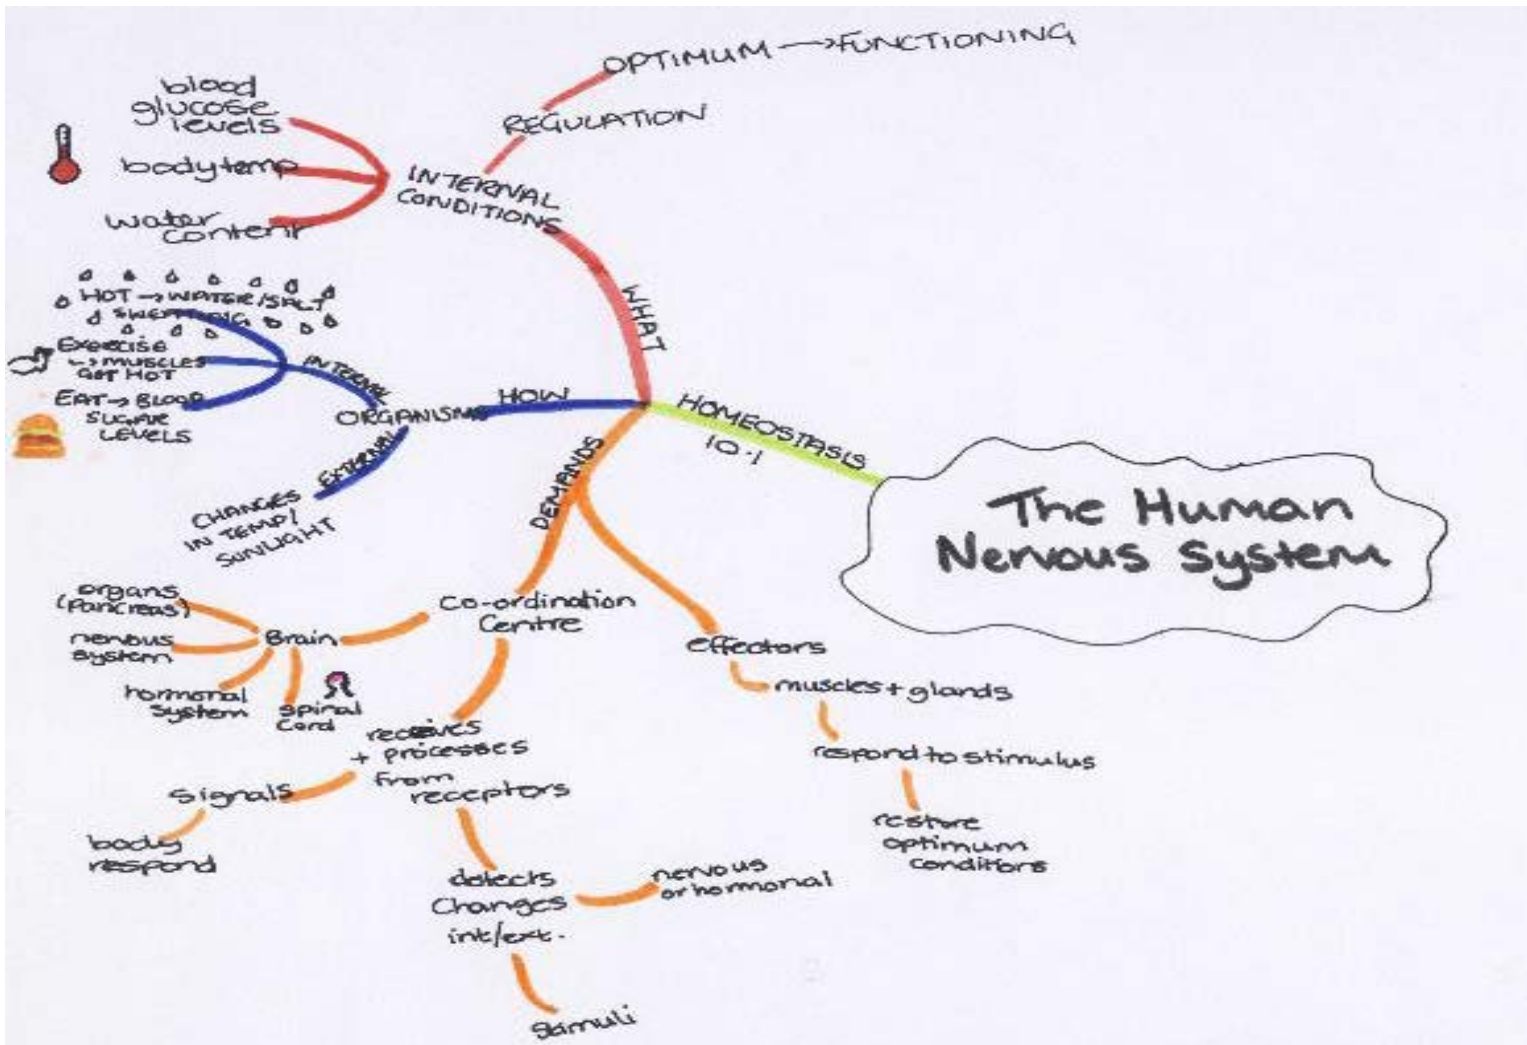 The Human
Nervous System
HOMEOSTASIS
10.1
WHAT
INTERNAL
CONDITIONS
REGULATION
OPTIMUM → FUNCTIONING
blood
glucose
levels
body temp
water
content
HOW
ORGANISMS
INTERNAL
HOT → WATER/SALT
SWEATING
Exercise
↳ MUSCLES
GET HOT
EAT → BLOOD
SUGAR
LEVELS
EXTERNAL
CHANGES
IN TEMP/
SUNLIGHT
DEMANDS
Co-ordination
Centre
Brain
organs
(pancreas)
nervous
system
hormonal
system
spinal
cord
receives
+ processes
from
receptors
signals
body
respond
detects
changes
int/ext.
nervous
or hormonal
stimuli
effectors
muscles + glands
respond to stimulus
restore
optimum
conditions